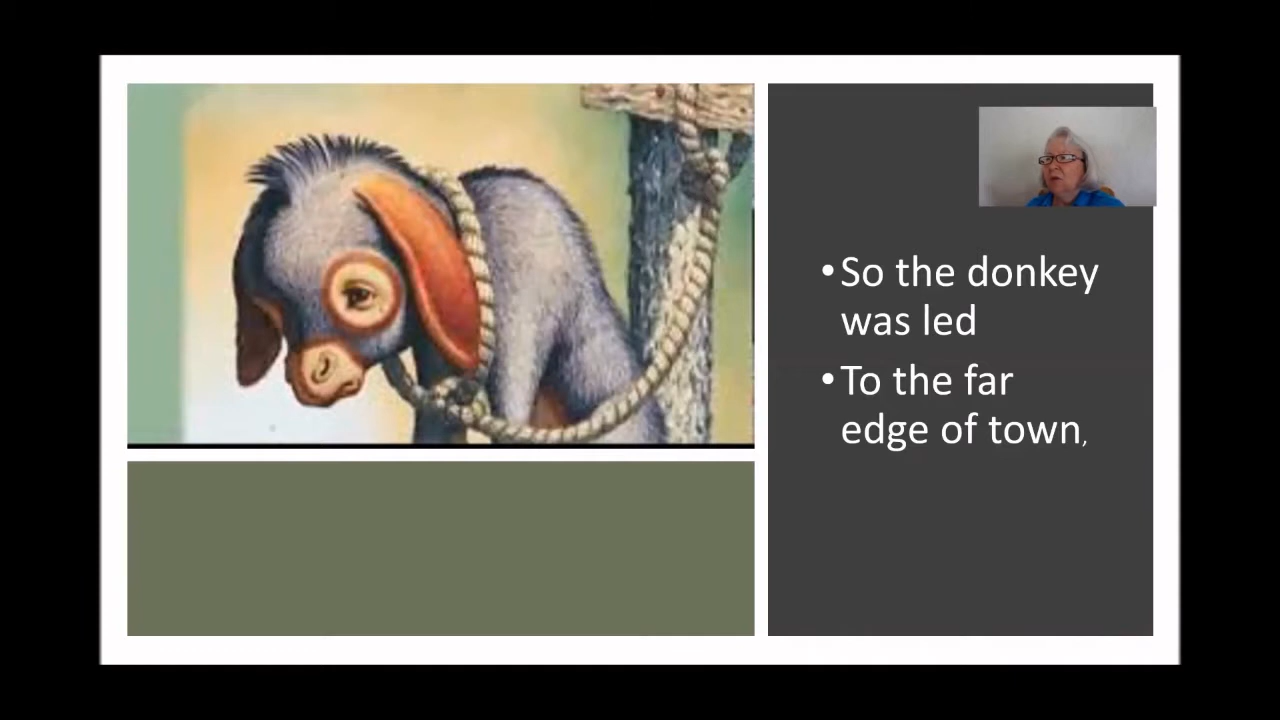 •So the donkey
was led
•To the far
edge of town,